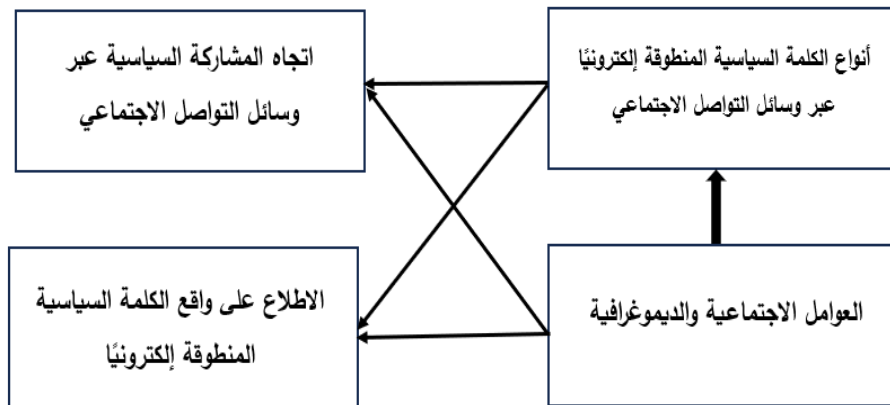 أنواع الكلمة السياسية المنطوقة إلكترونيًا
عبر وسائل التواصل الاجتماعي
اتجاه المشاركة السياسية عبر
وسائل التواصل الاجتماعي
العوامل الاجتماعية والديموغرافية
الاطلاع على واقع الكلمة السياسية
المنطوقة إلكترونيًا